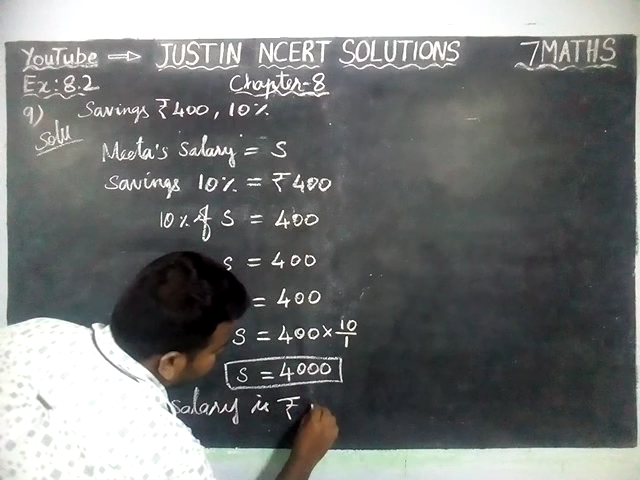 YouTube → JUSTIN NCERT SOLUTIONS 7MATHS
Ex: 8.2 Chapter-8
9) Savings ₹400, 10%
Solu
Meeta's Salary = S
Savings 10% = ₹400
10% of S = 400
S = 400
= 400
S = 400 × 10/1
S = 4000
salary is ₹